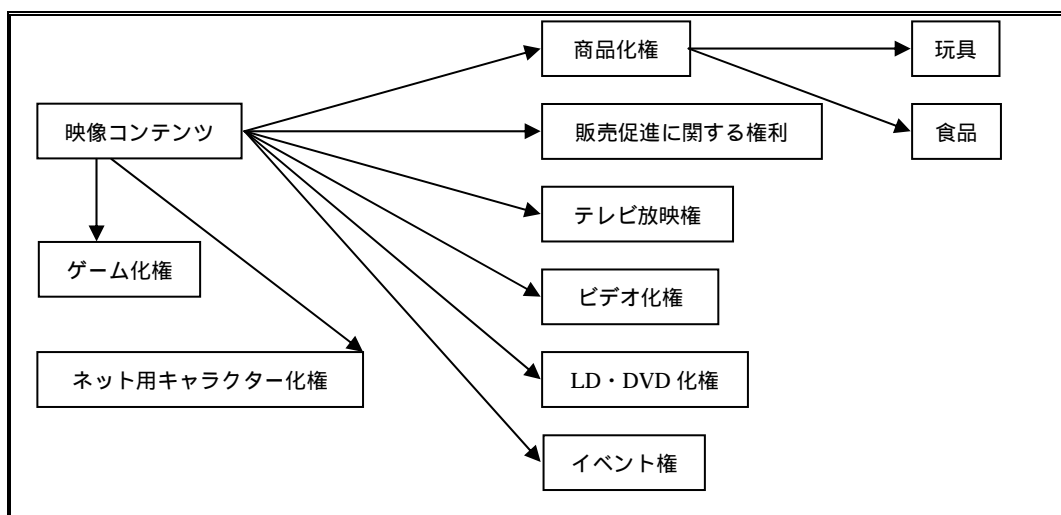 商品化権
玩具
映像コンテンツ
販売促進に関する権利
食品
テレビ放映権
ゲーム化権
ビデオ化権
ネット用キャラクター化権
LD・DVD 化権
イベント権